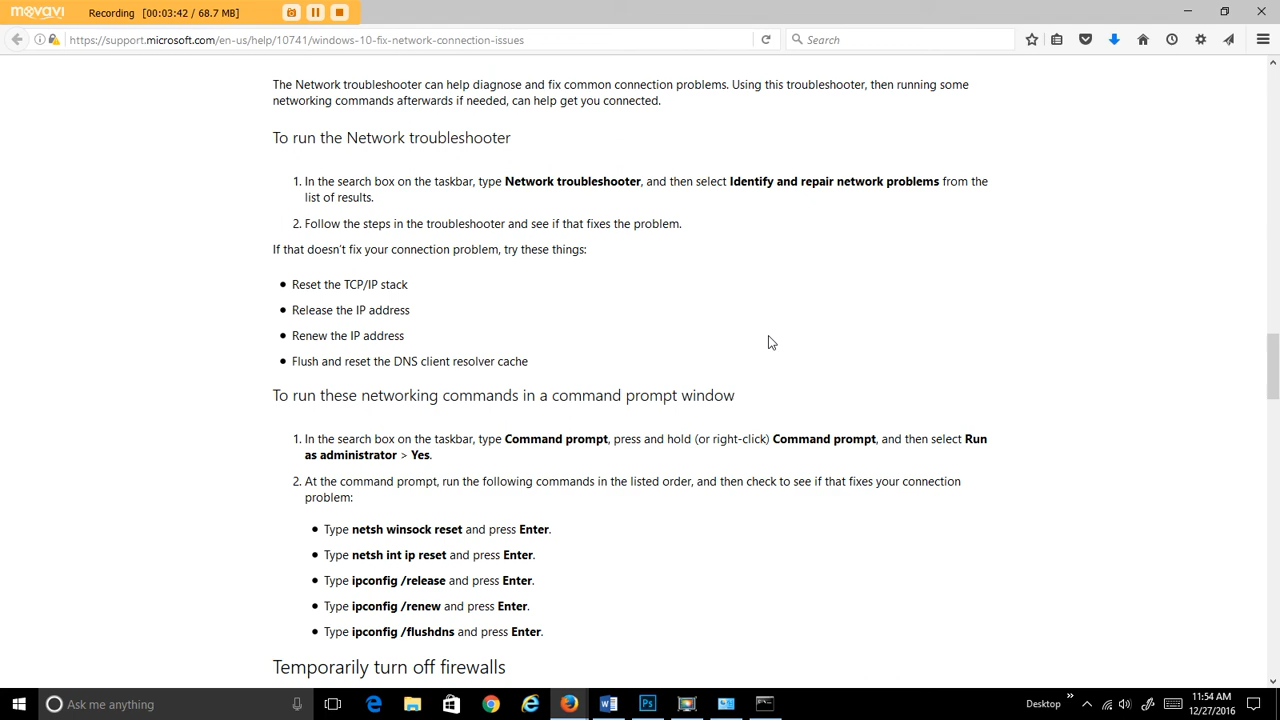 movavi Recording [00:03:42 / 68.7 MB]
https://support.microsoft.com/en-us/help/10741/windows-10-fix-network-connection-issues
Search
The Network troubleshooter can help diagnose and fix common connection problems. Using this troubleshooter, then running some
networking commands afterwards if needed, can help get you connected.
To run the Network troubleshooter
1. In the search box on the taskbar, type Network troubleshooter, and then select Identify and repair network problems from the
list of results.
2. Follow the steps in the troubleshooter and see if that fixes the problem.
If that doesn't fix your connection problem, try these things:
• Reset the TCP/IP stack
• Release the IP address
• Renew the IP address
• Flush and reset the DNS client resolver cache
To run these networking commands in a command prompt window
1. In the search box on the taskbar, type Command prompt, press and hold (or right-click) Command prompt, and then select Run
as administrator > Yes.
2. At the command prompt, run the following commands in the listed order, and then check to see if that fixes your connection
problem:
• Type netsh winsock reset and press Enter.
• Type netsh int ip reset and press Enter.
• Type ipconfig /release and press Enter.
• Type ipconfig /renew and press Enter.
• Type ipconfig /flushdns and press Enter.
Temporarily turn off firewalls
Ask me anything
Desktop
11:54 AM
12/27/2016